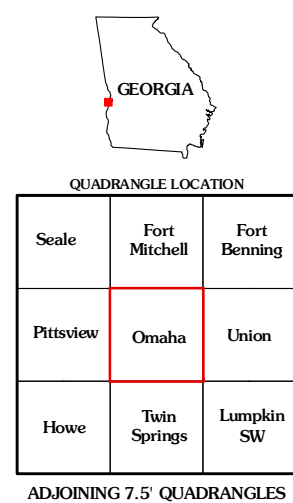 GEORGIA
QUADRANGLE LOCATION
Seale
Fort
Mitchell
Fort
Benning
Pittsview
Omaha
Union
Howe
Twin
Springs
Lumpkin
SW
ADJOINING 7.5' QUADRANGLES